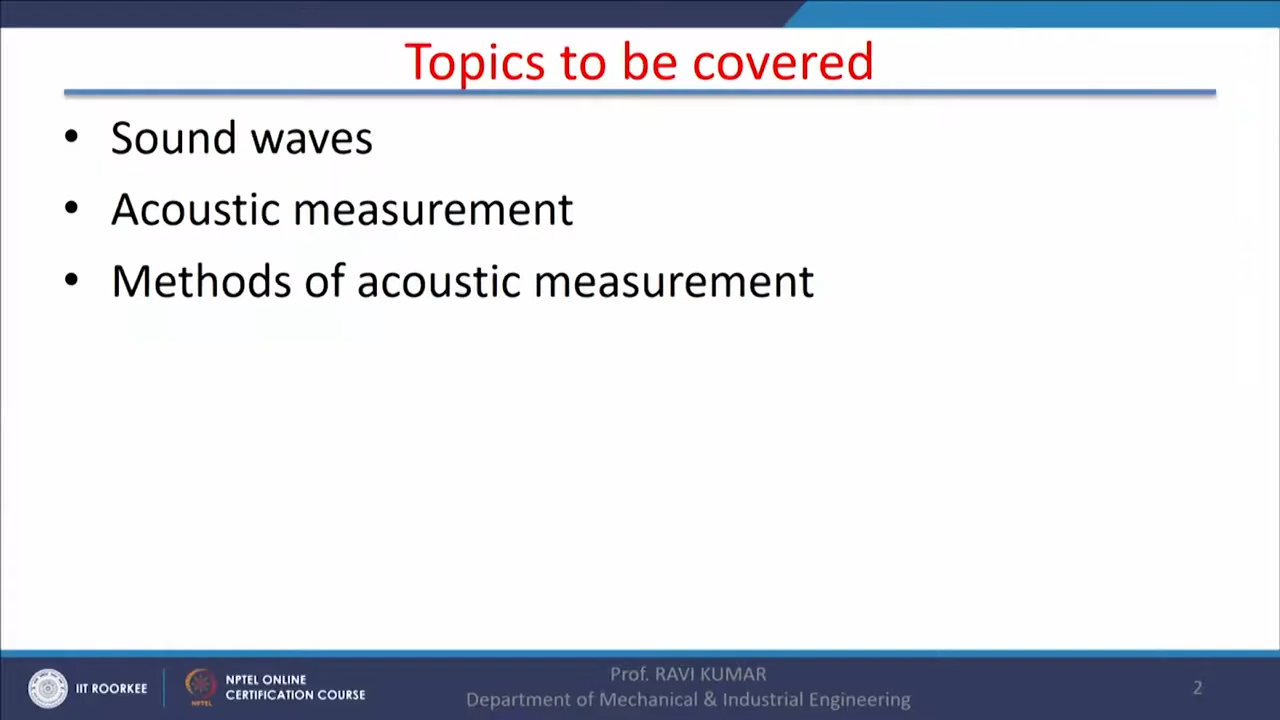 Topics to be covered
• Sound waves
• Acoustic measurement
• Methods of acoustic measurement
IIT ROORKEE
NPTEL
NPTEL ONLINE
CERTIFICATION COURSE
Prof. RAVI KUMAR
Department of Mechanical & Industrial Engineering
2